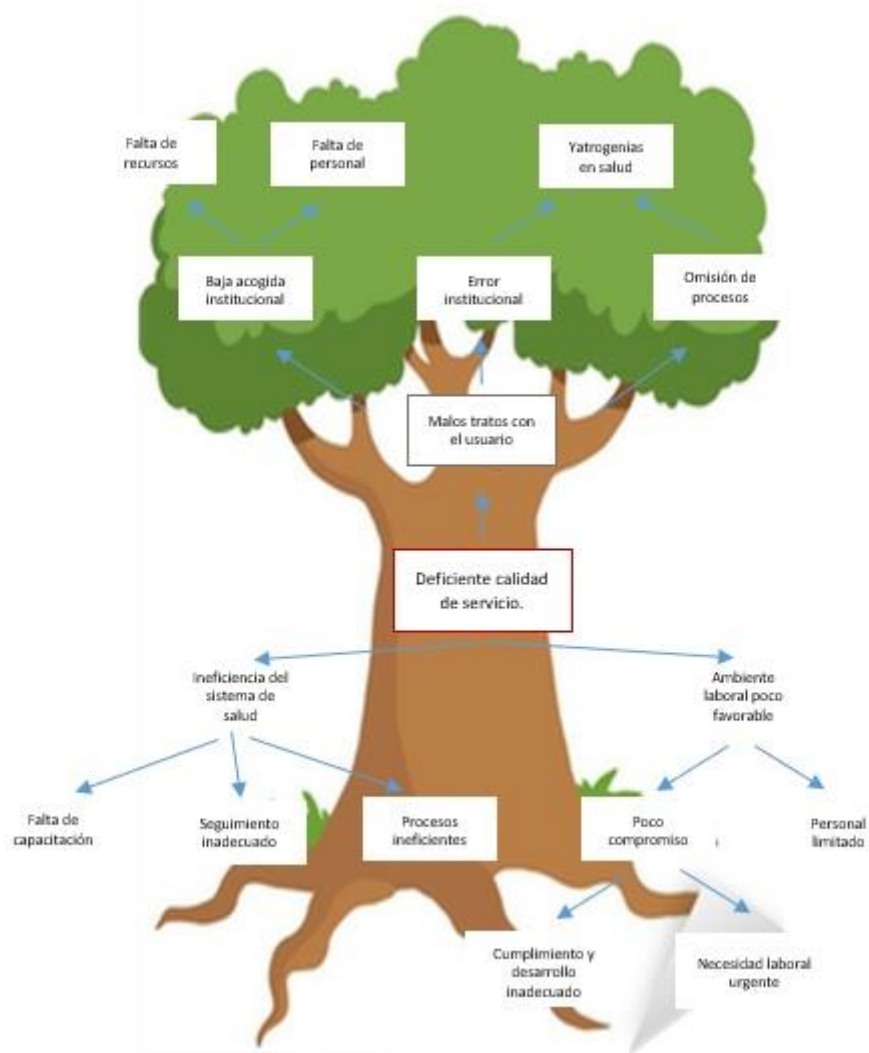 Falta de
recursos
Falta de
personal
Yatrogenias
en salud
Baja acogida
institucional
Error
institucional
Omisión de
procesos
Malos tratos con
el usuario
Deficiente calidad
de servicio.
Ineficiencia del
sistema de
salud
Ambiente
laboral poco
favorable
Falta de
capacitación
Seguimiento
inadecuado
Procesos
ineficientes
Poco
compromiso
Personal
limitado
Cumplimiento y
desarrollo
inadecuado
Necesidad laboral
urgente